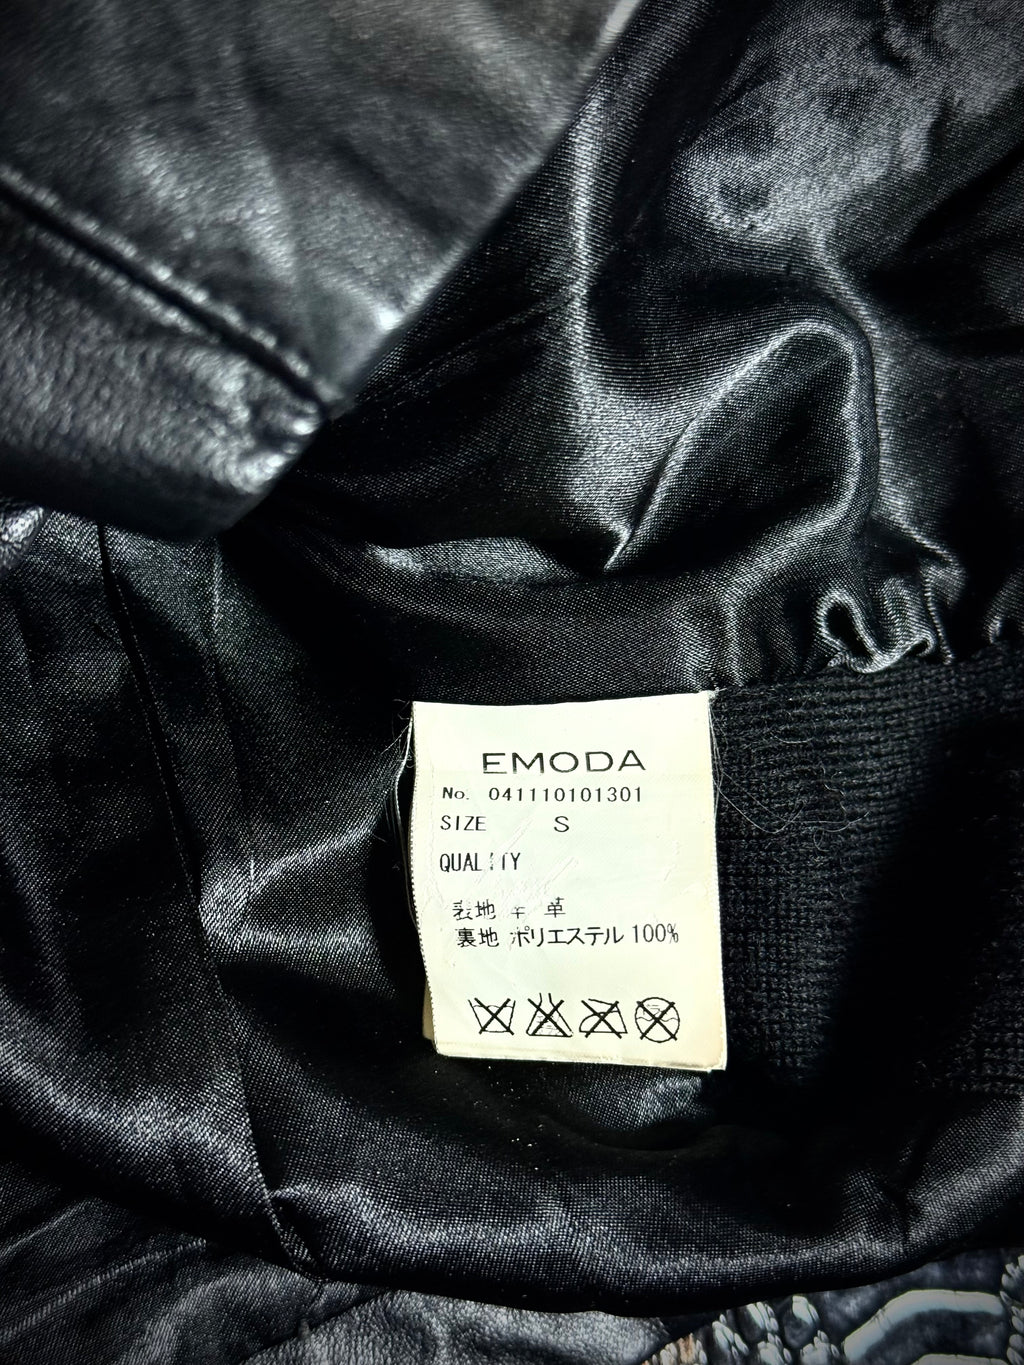 EMODA
No. 041110101301
SIZE S
QUALITY
表地 羊 革
裏地 ポリエステル 100%